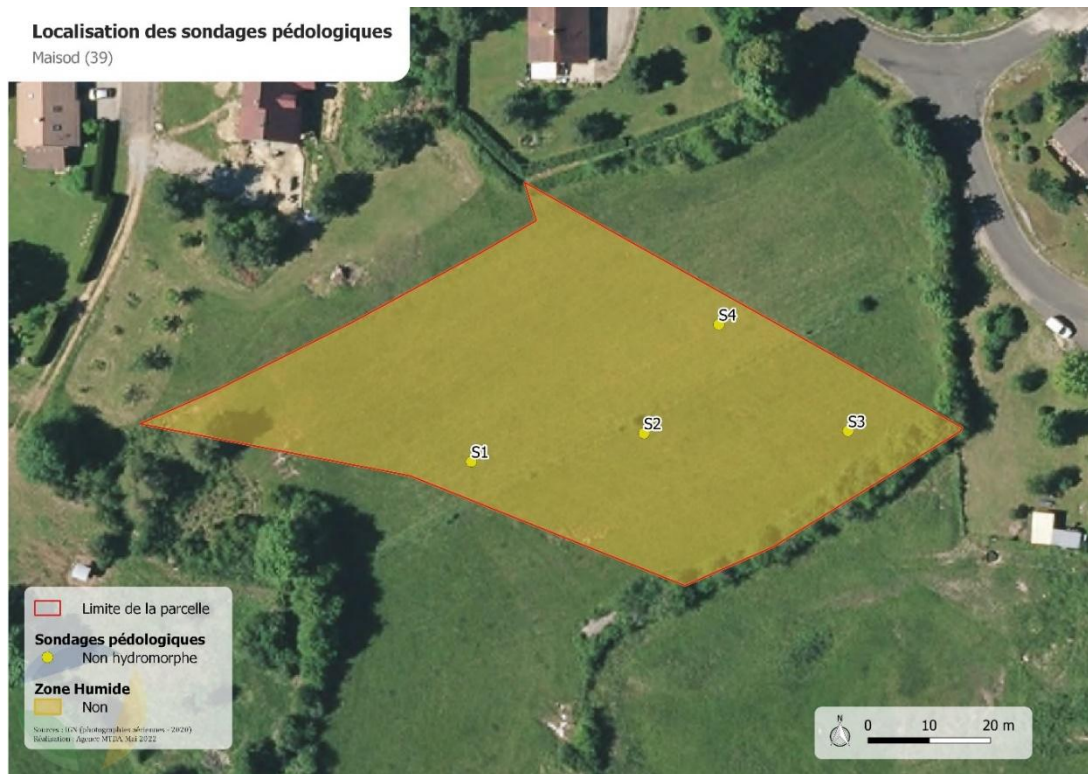 Localisation des sondages pédologiques
Maisod (39)
S4
S2
S3
S1
Limite de la parcelle
Sondages pédologiques
Non hydromorphe
Zone Humide
Non
Sources : IGN (photographies aériennes - 2020)
Réalisation : Agence MTDA, Mai 2022
N
0 10 20 m